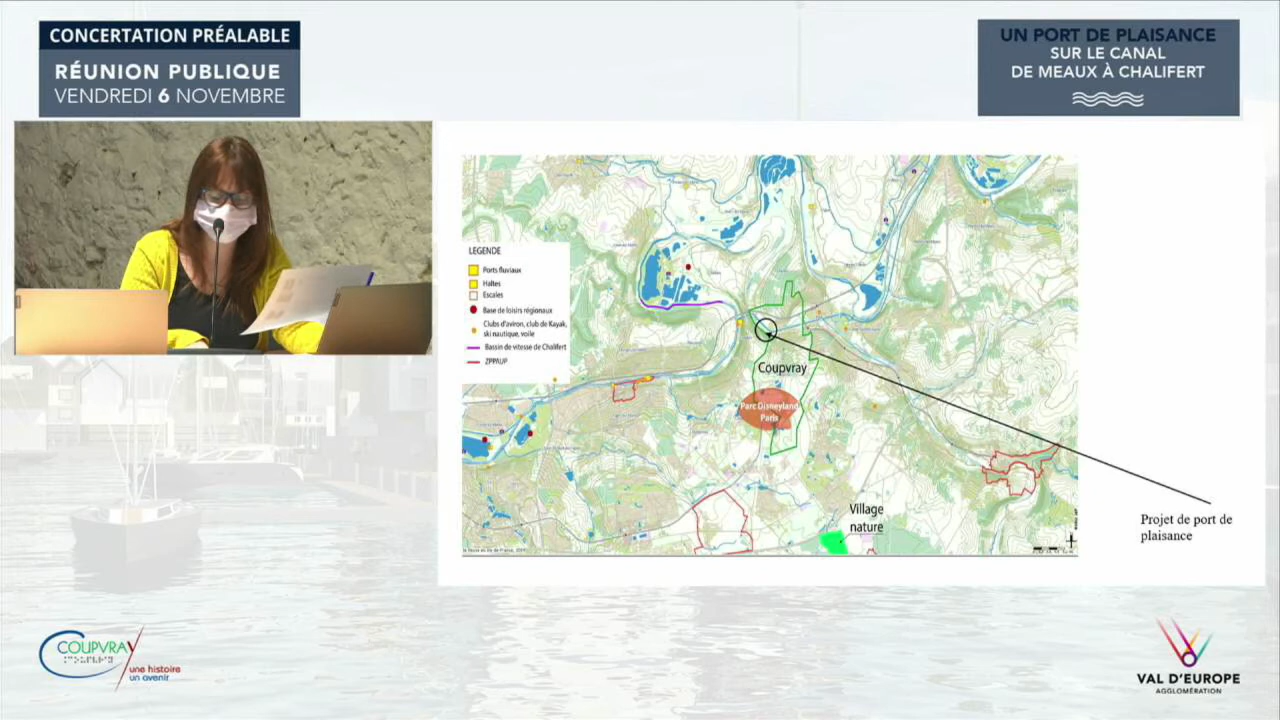 CONCERTATION PRÉALABLE
RÉUNION PUBLIQUE
VENDREDI 6 NOVEMBRE
UN PORT DE PLAISANCE
SUR LE CANAL
DE MEAUX À CHALIFERT
LEGENDE
Ports fluviaux
Haltes
Escales
Base de loisirs régionaux
Clubs d'aviron, club de Kayak,
ski nautique, voile
Bassin de vitesse de Chalifert
ZPPAUP
Coupvray
Parc Disneyland
Paris
Village
nature
Projet de port de
plaisance
COUPVRAY
une histoire
un avenir
VAL D'EUROPE
AGGLOMÉRATION